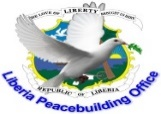 THE LOVE OF LIBERTY BROUGHT US HERE
REPUBLIC OF LIBERIA
Liberia Peacebuilding Office